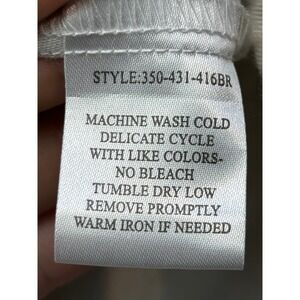 STYLE:350-431-416BR
MACHINE WASH COLD
DELICATE CYCLE
WITH LIKE COLORS-
NO BLEACH
TUMBLE DRY LOW
REMOVE PROMPTLY
WARM IRON IF NEEDED